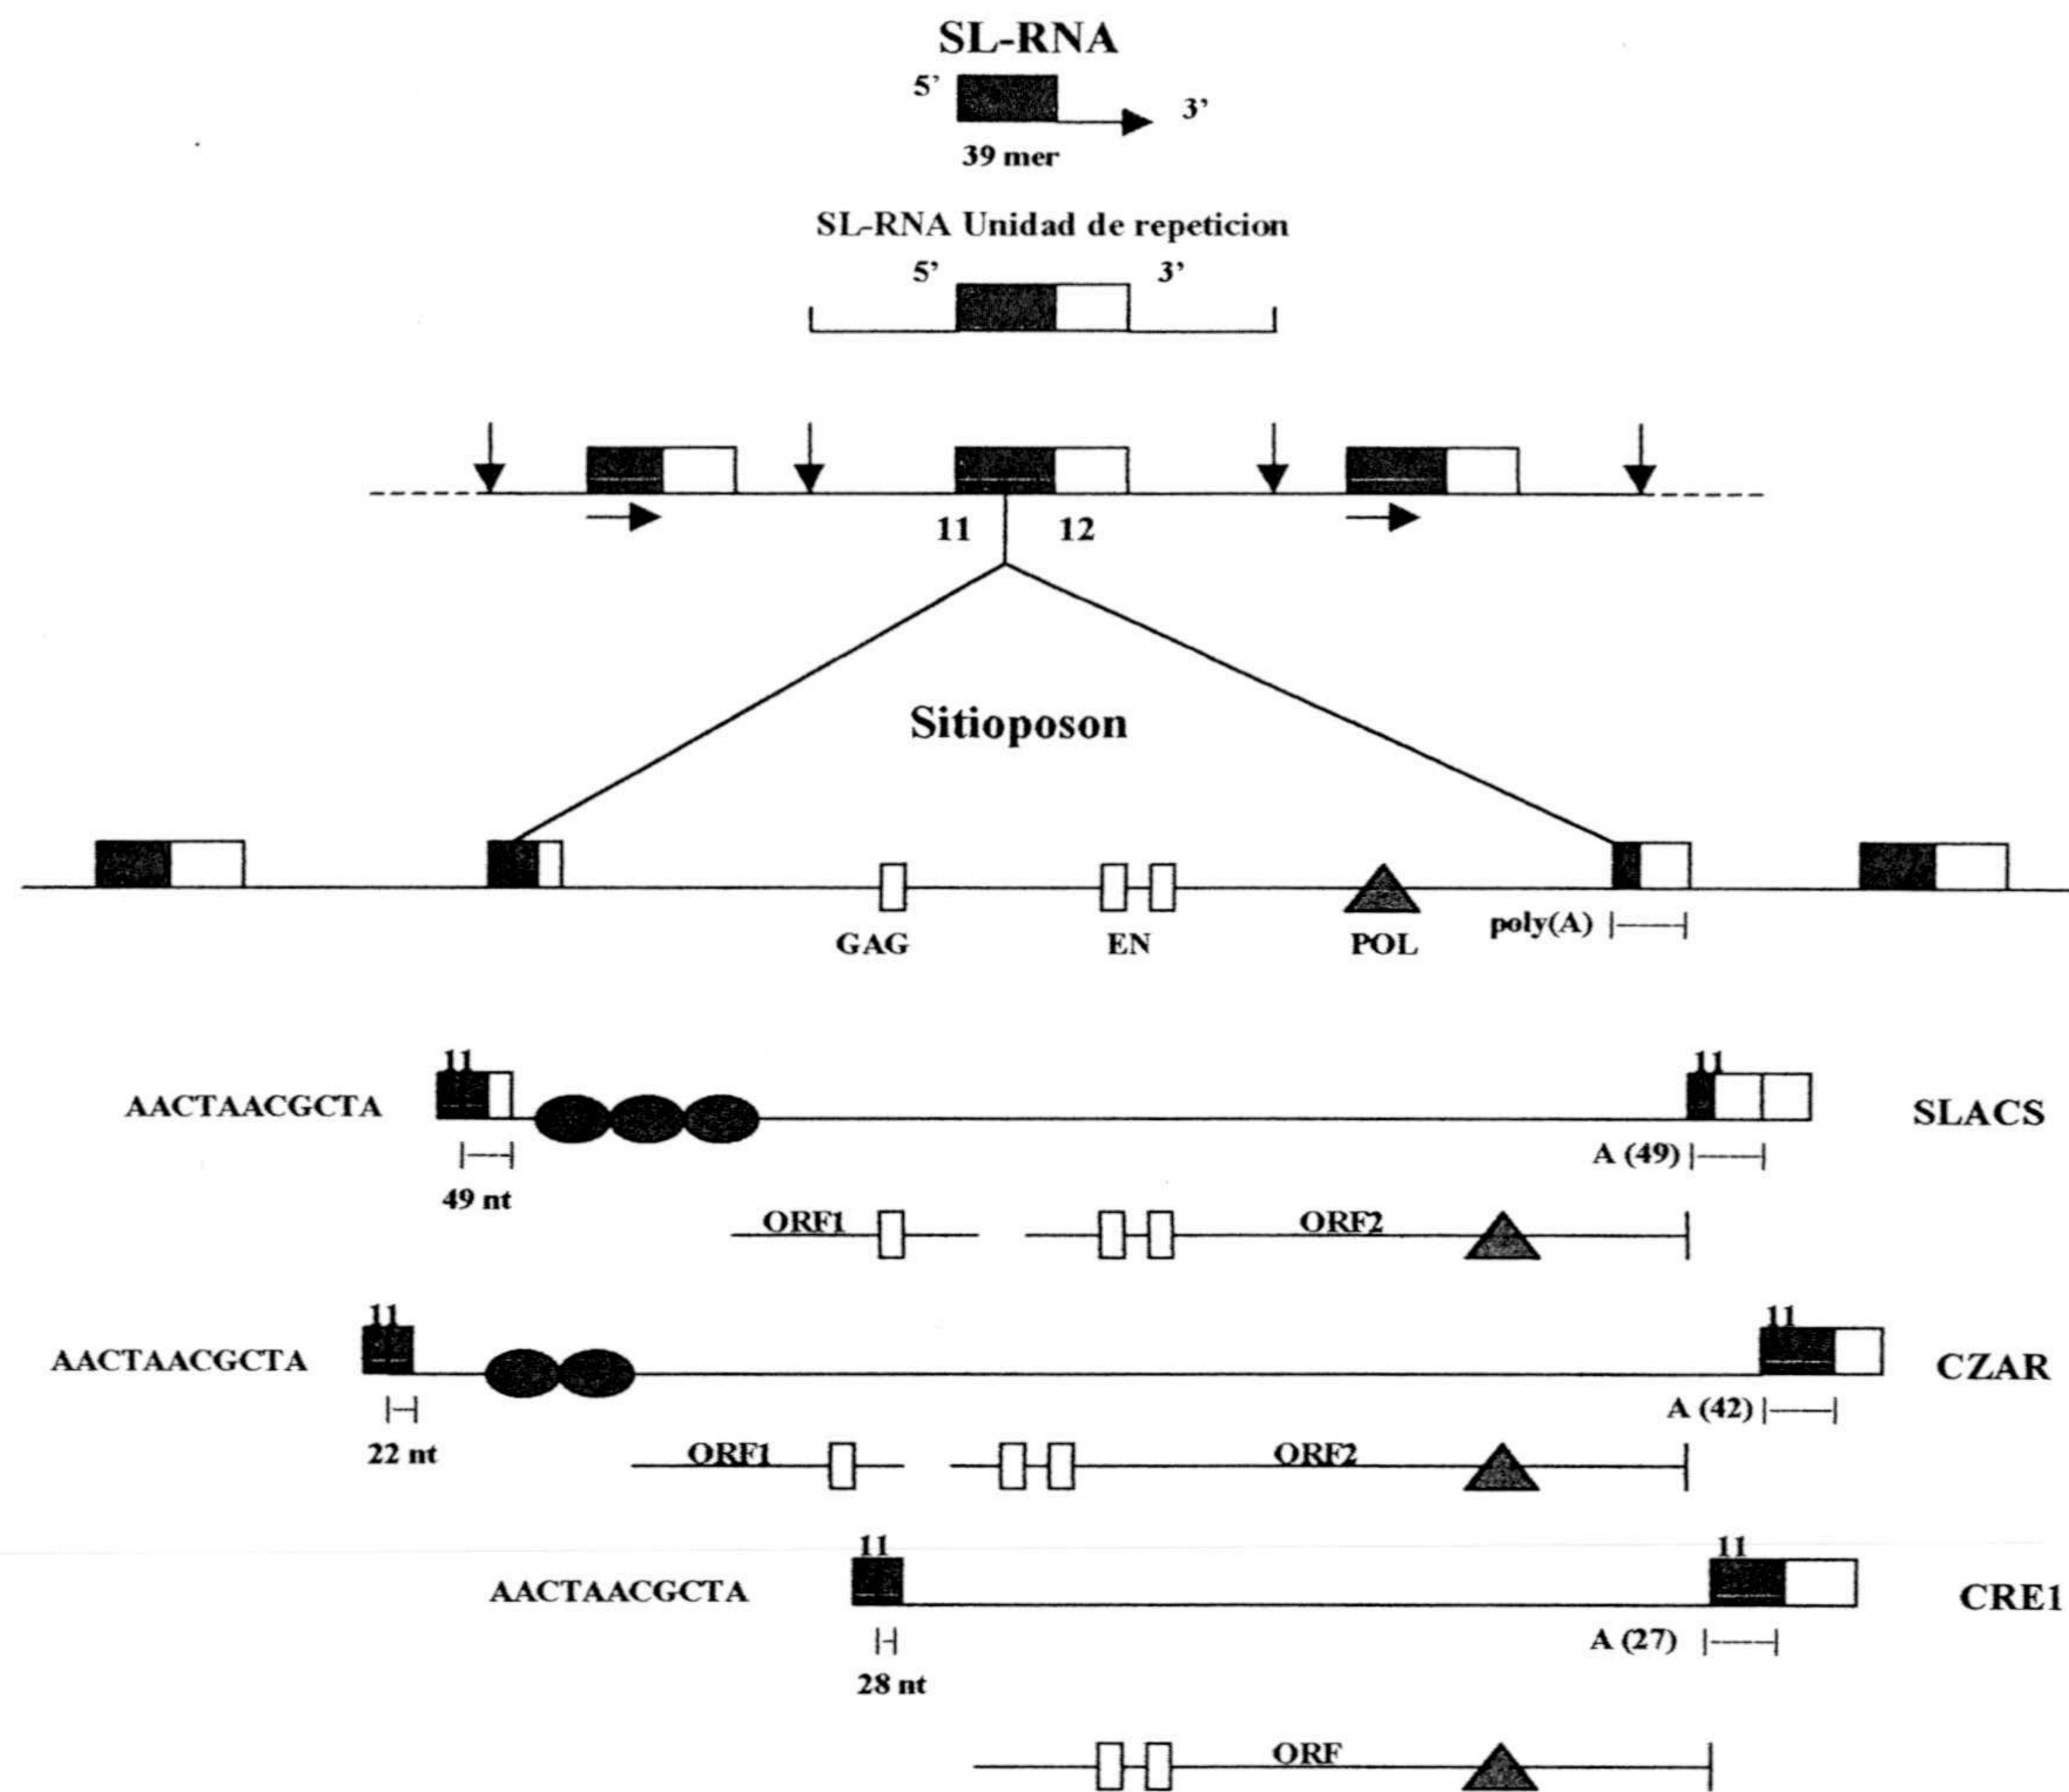 SL-RNA
5’ 3’
39 mer
SL-RNA Unidad de repeticion
5’ 3’
11 12
Sitioposon
GAG EN POL poly(A)
11 11
AACTAACGCTA SLACS
A (49)
49 nt
ORF1 ORF2
11 11
AACTAACGCTA CZAR
A (42)
22 nt
ORF1 ORF2
11 11
AACTAACGCTA CRE1
A (27)
28 nt
ORF